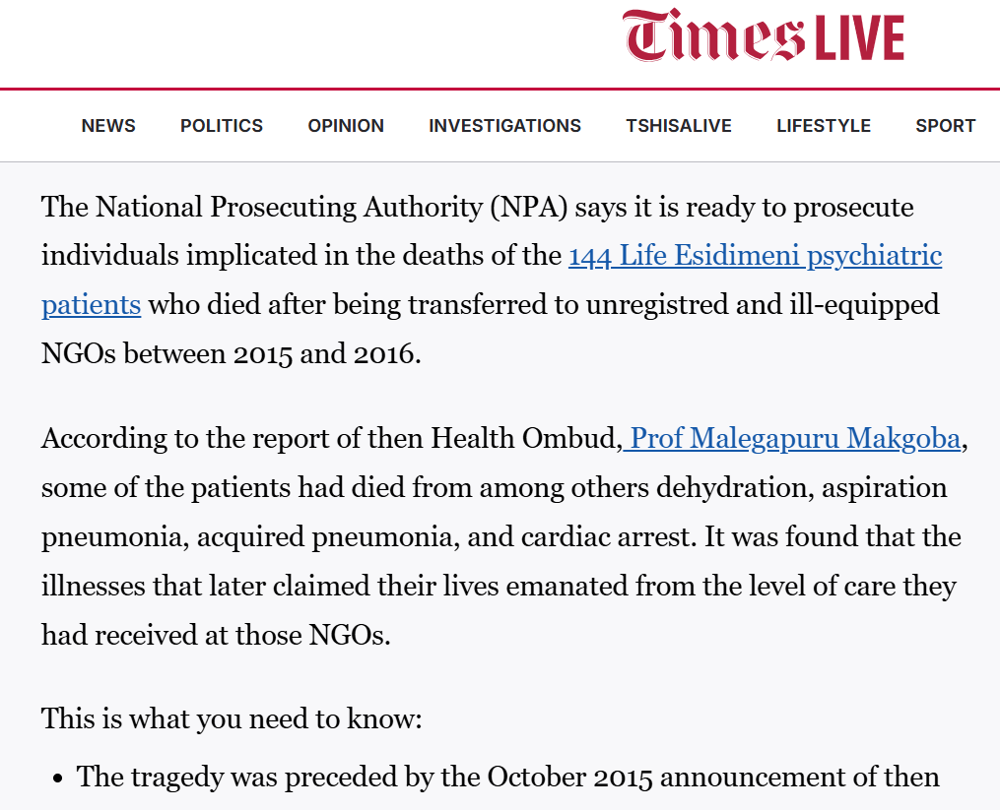 Times LIVE
NEWS POLITICS OPINION INVESTIGATIONS TSHISALIVE LIFESTYLE SPORT
The National Prosecuting Authority (NPA) says it is ready to prosecute
individuals implicated in the deaths of the 144 Life Esidimeni psychiatric
patients who died after being transferred to unregistred and ill-equipped
NGOs between 2015 and 2016.
According to the report of then Health Ombud, Prof Malegapuru Makgoba,
some of the patients had died from among others dehydration, aspiration
pneumonia, acquired pneumonia, and cardiac arrest. It was found that the
illnesses that later claimed their lives emanated from the level of care they
had received at those NGOs.
This is what you need to know:
• The tragedy was preceded by the October 2015 announcement of then